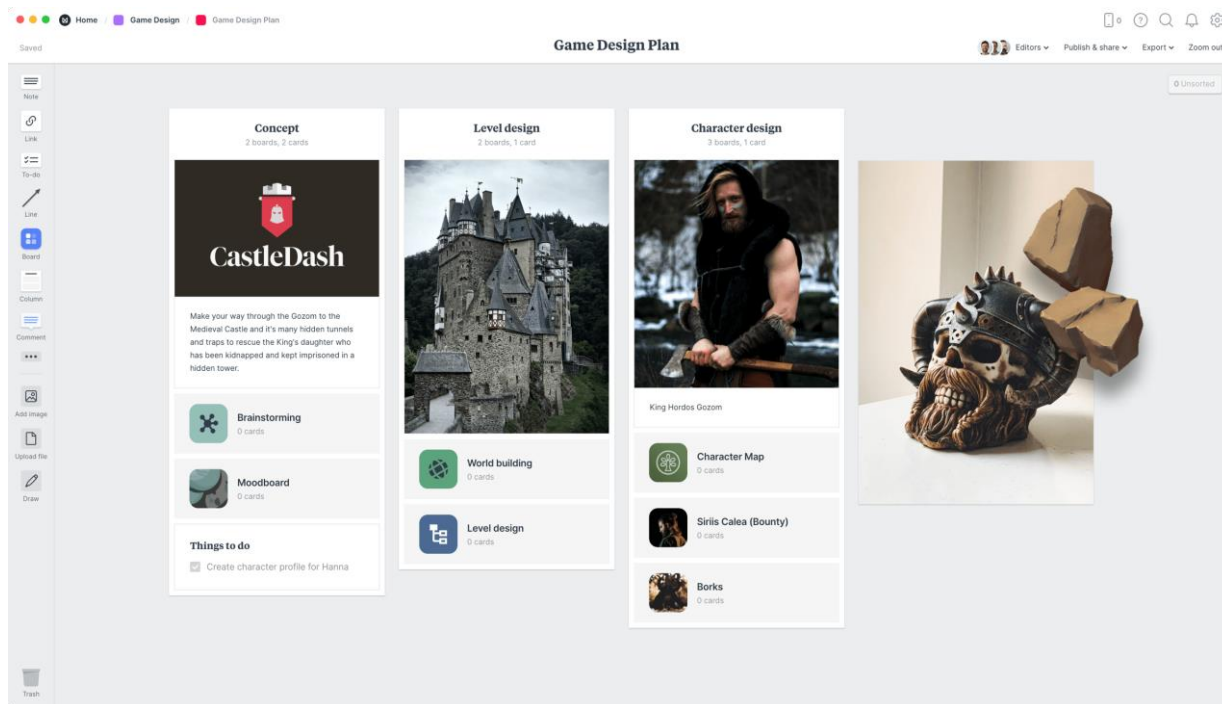 Home / Game Design / Game Design Plan
0
Saved
Game Design Plan
Editors
Publish & share
Export
Zoom out
0 Unsorted
Note
Link
To-do
Line
Board
Column
Comment
Add image
Upload file
Draw
Trash
Concept
2 boards, 2 cards
CastleDash
Make your way through the Gozom to the
Medieval Castle and it's many hidden tunnels
and traps to rescue the King's daughter who
has been kidnapped and kept imprisoned in a
hidden tower.
Brainstorming
0 cards
Moodboard
0 cards
Things to do
Create character profile for Hanna
Level design
2 boards, 1 card
World building
0 cards
Level design
0 cards
Character design
3 boards, 1 card
King Hordos Gozom
Character Map
0 cards
Siriis Calea (Bounty)
0 cards
Borks
0 cards